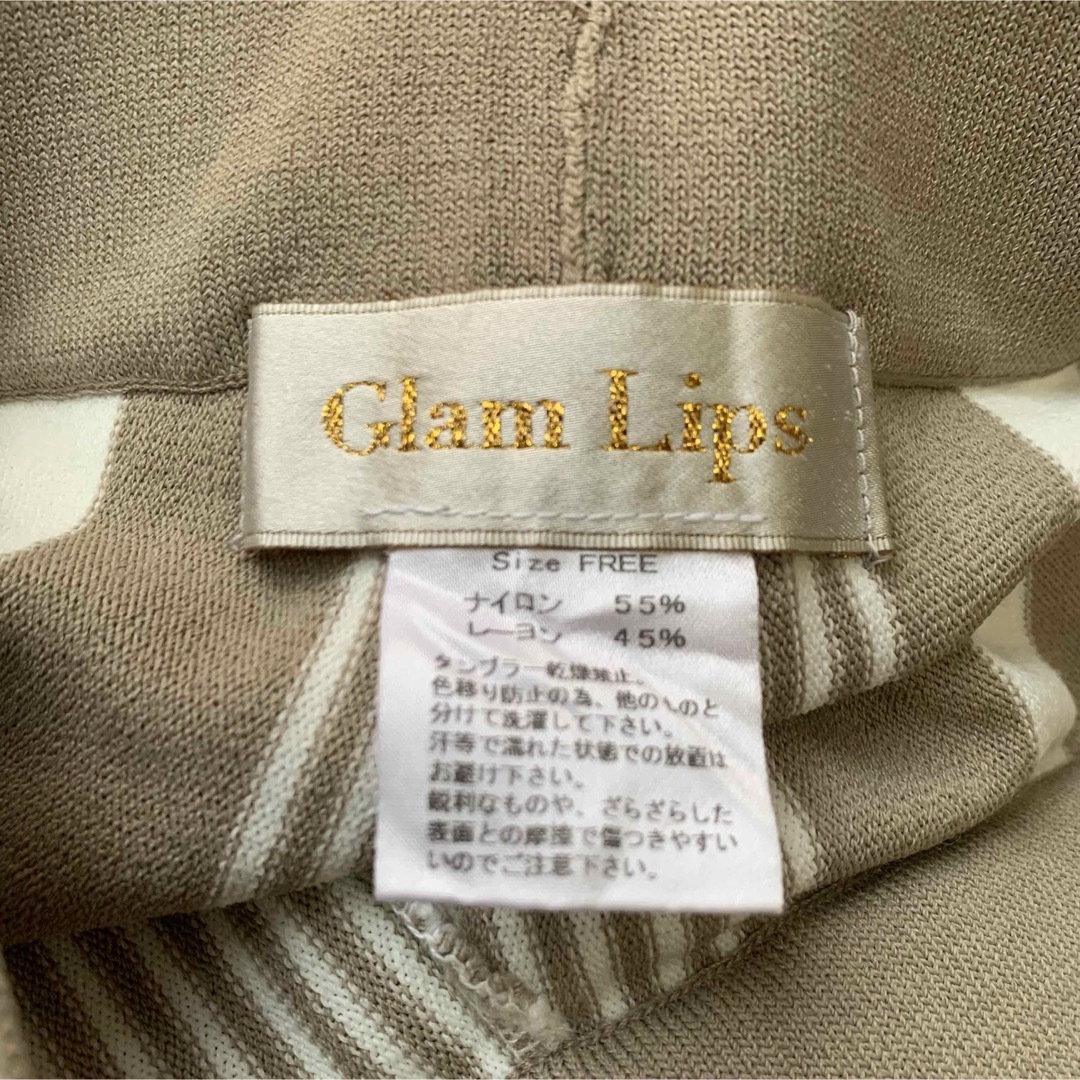 Glam Lips
Size FREE
ナイロン 55%
レーヨン 45%
タンブラー乾燥禁止。
色移り防止の為、他のものと
分けて洗濯して下さい。
汗等で濡れた状態での放置は
お避け下さい。
鋭利なものや、ざらざらした
表面との摩擦で傷つきやすい
いのでご注意下さい。